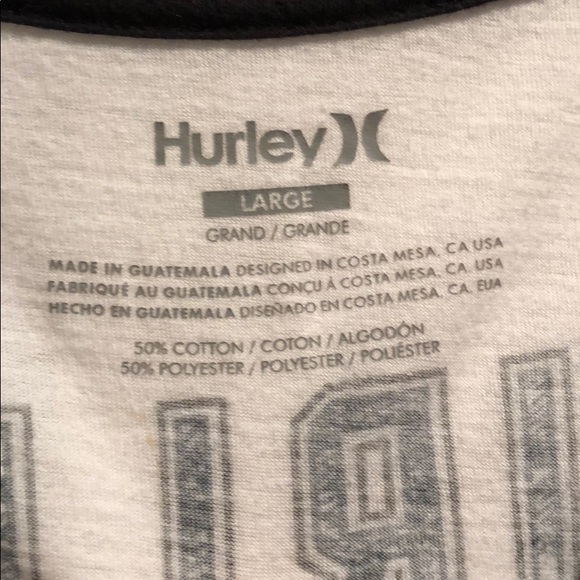 Hurley
LARGE
GRAND / GRANDE
MADE IN GUATEMALA DESIGNED IN COSTA MESA, CA USA
FABRIQUÉ AU GUATEMALA CONÇU À COSTA MESA, CA USA
HECHO EN GUATEMALA DISEÑADO EN COSTA MESA, CA, EUA
50% COTTON / COTON / ALGODÓN
50% POLYESTER / POLYESTER / POLIÉSTER